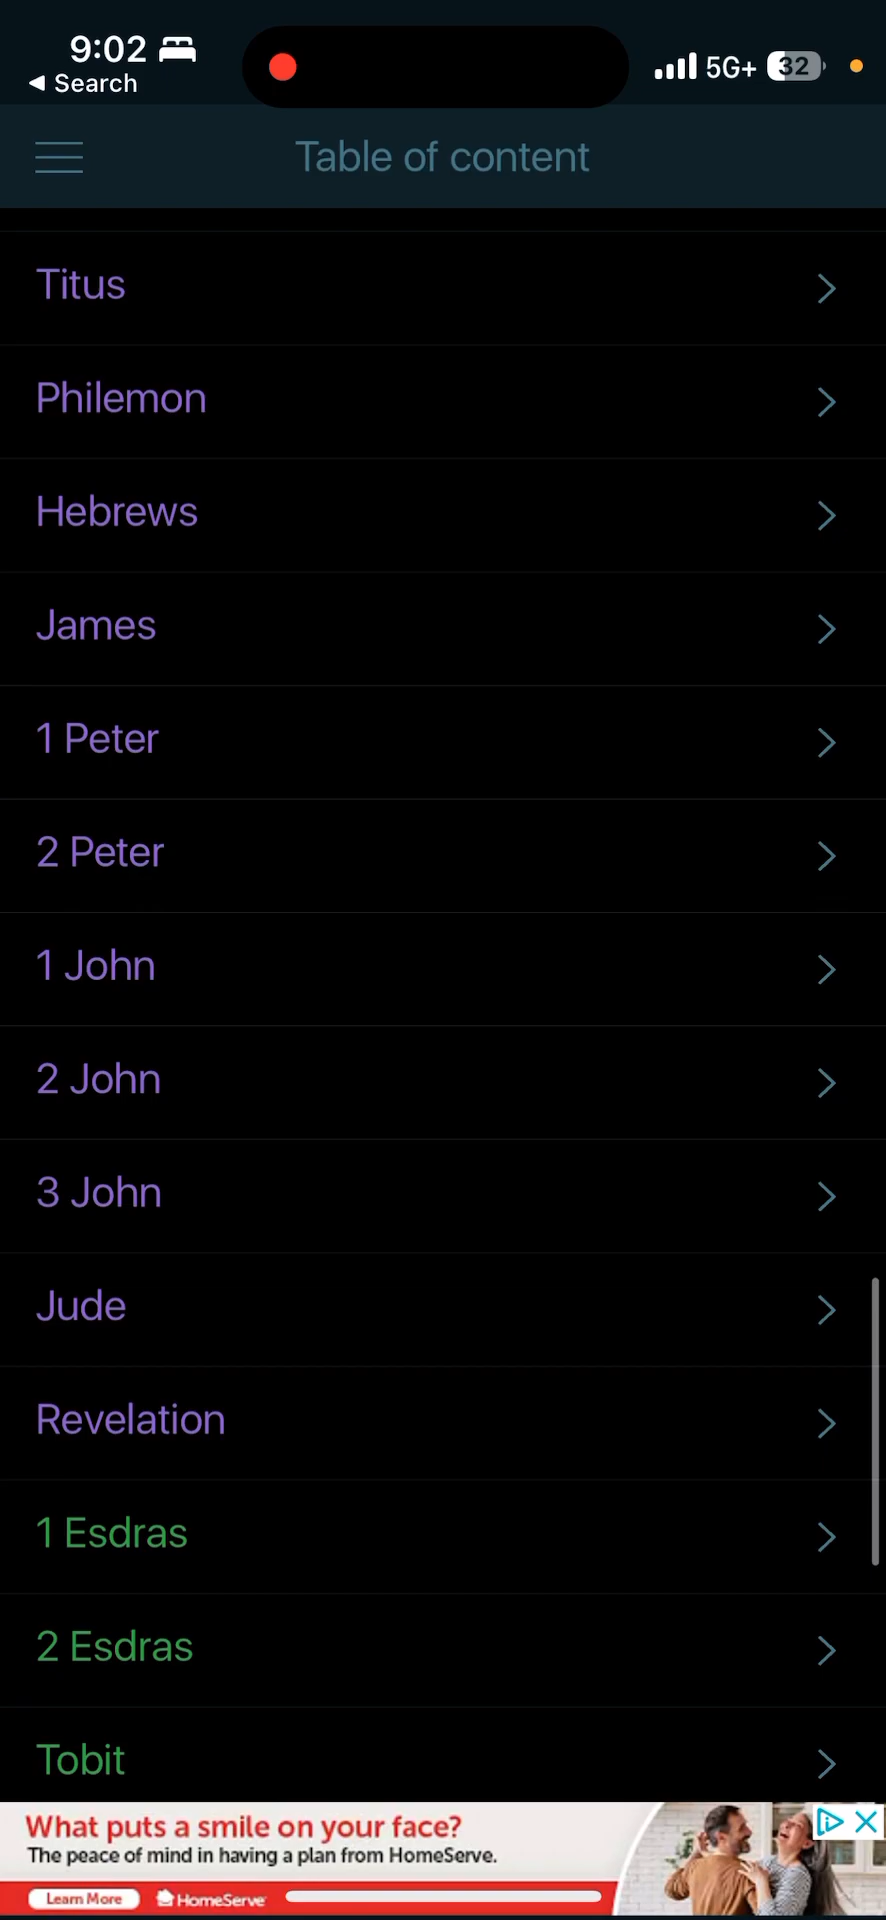 9:02
5G+ 32
◀ Search
Table of content
Titus
Philemon
Hebrews
James
1 Peter
2 Peter
1 John
2 John
3 John
Jude
Revelation
1 Esdras
2 Esdras
Tobit
What puts a smile on your face?
The peace of mind in having a plan from HomeServe.
Learn More
HomeServe